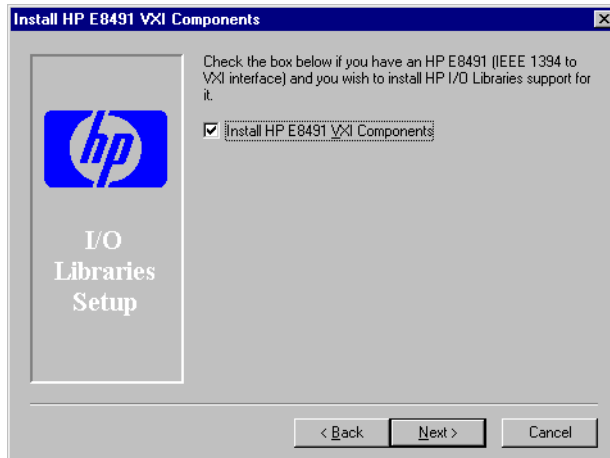 Install HP E8491 VXI Components
Check the box below if you have an HP E8491 (IEEE 1394 to
VXI interface) and you wish to install HP I/O Libraries support for
it.
Install HP E8491 VXI Components
hp
I/O
Libraries
Setup
< Back
Next >
Cancel